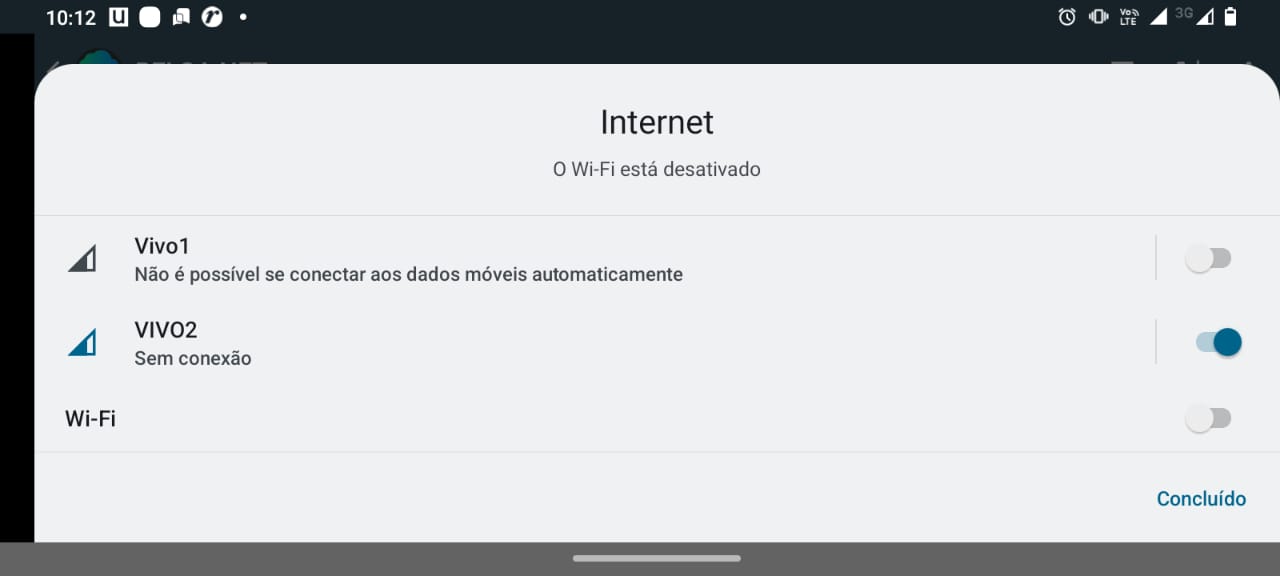 10:12
Vo))
LTE
3G
Internet
O Wi-Fi está desativado
Vivo1
Não é possível se conectar aos dados móveis automaticamente
VIVO2
Sem conexão
Wi-Fi
Concluído